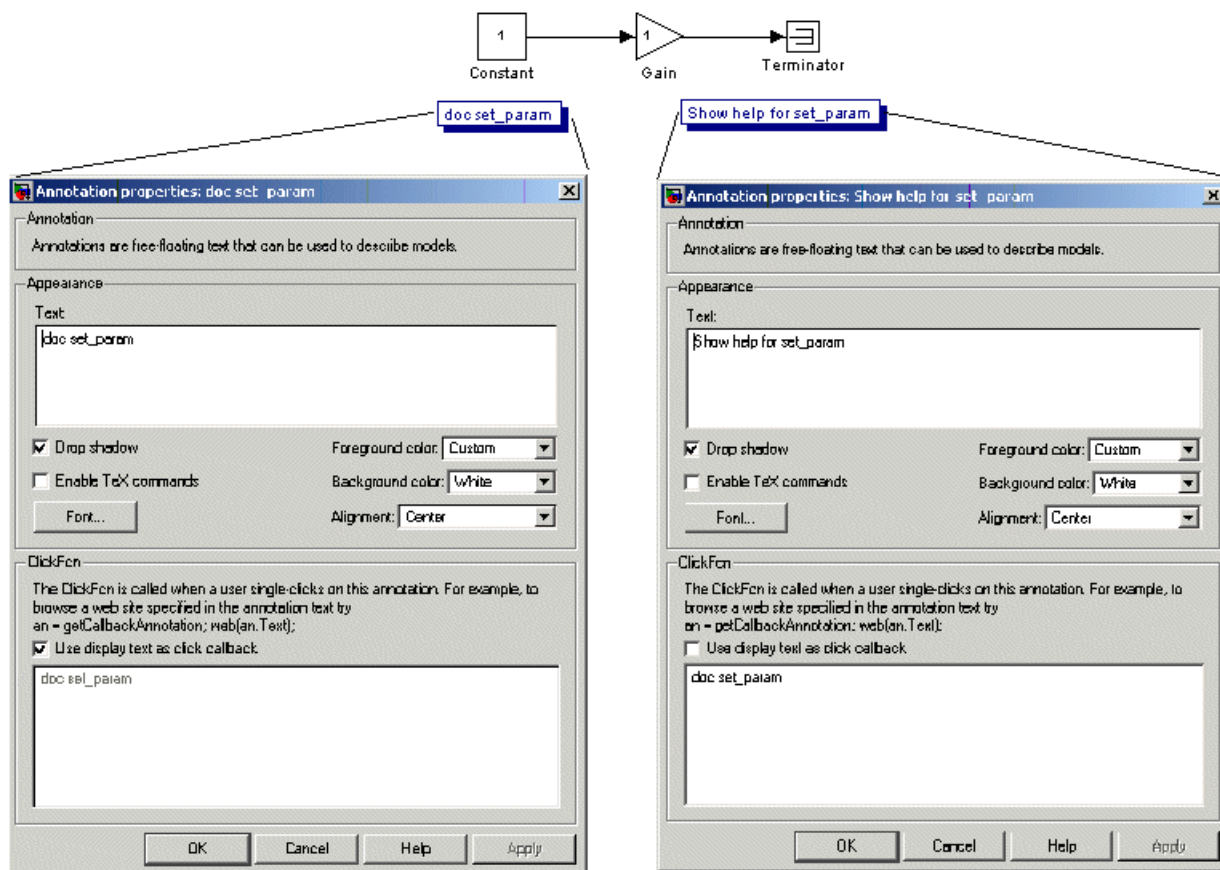 1
1
Constant
Gain
Terminator
doc set_param
Show help for set_param
Annotation properties: doc set_param
Annotation
Annotations are free-floating text that can be used to describe models.
Appearance
Text:
doc set_param
Drop shadow
Foreground color: Custom
Enable TeX commands
Background color: White
Font...
Alignment: Center
ClickFcn
The ClickFcn is called when a user single-clicks on this annotation. For example, to
browse a web site specified in the annotation text try
an = getCallbackAnnotation; web(an.Text);
Use display text as click callback
doc set_param
OK
Cancel
Help
Apply
Annotation properties: Show help for set_param
Annotation
Annotations are free-floating text that can be used to describe models.
Appearance
Text:
Show help for set_param
Drop shadow
Foreground color: Custom
Enable TeX commands
Background color: White
Font...
Alignment: Center
ClickFcn
The ClickFcn is called when a user single-clicks on this annotation. For example, to
browse a web site specified in the annotation text try
an = getCallbackAnnotation; web(an.Text);
Use display text as click callback
doc set_param
OK
Cancel
Help
Apply